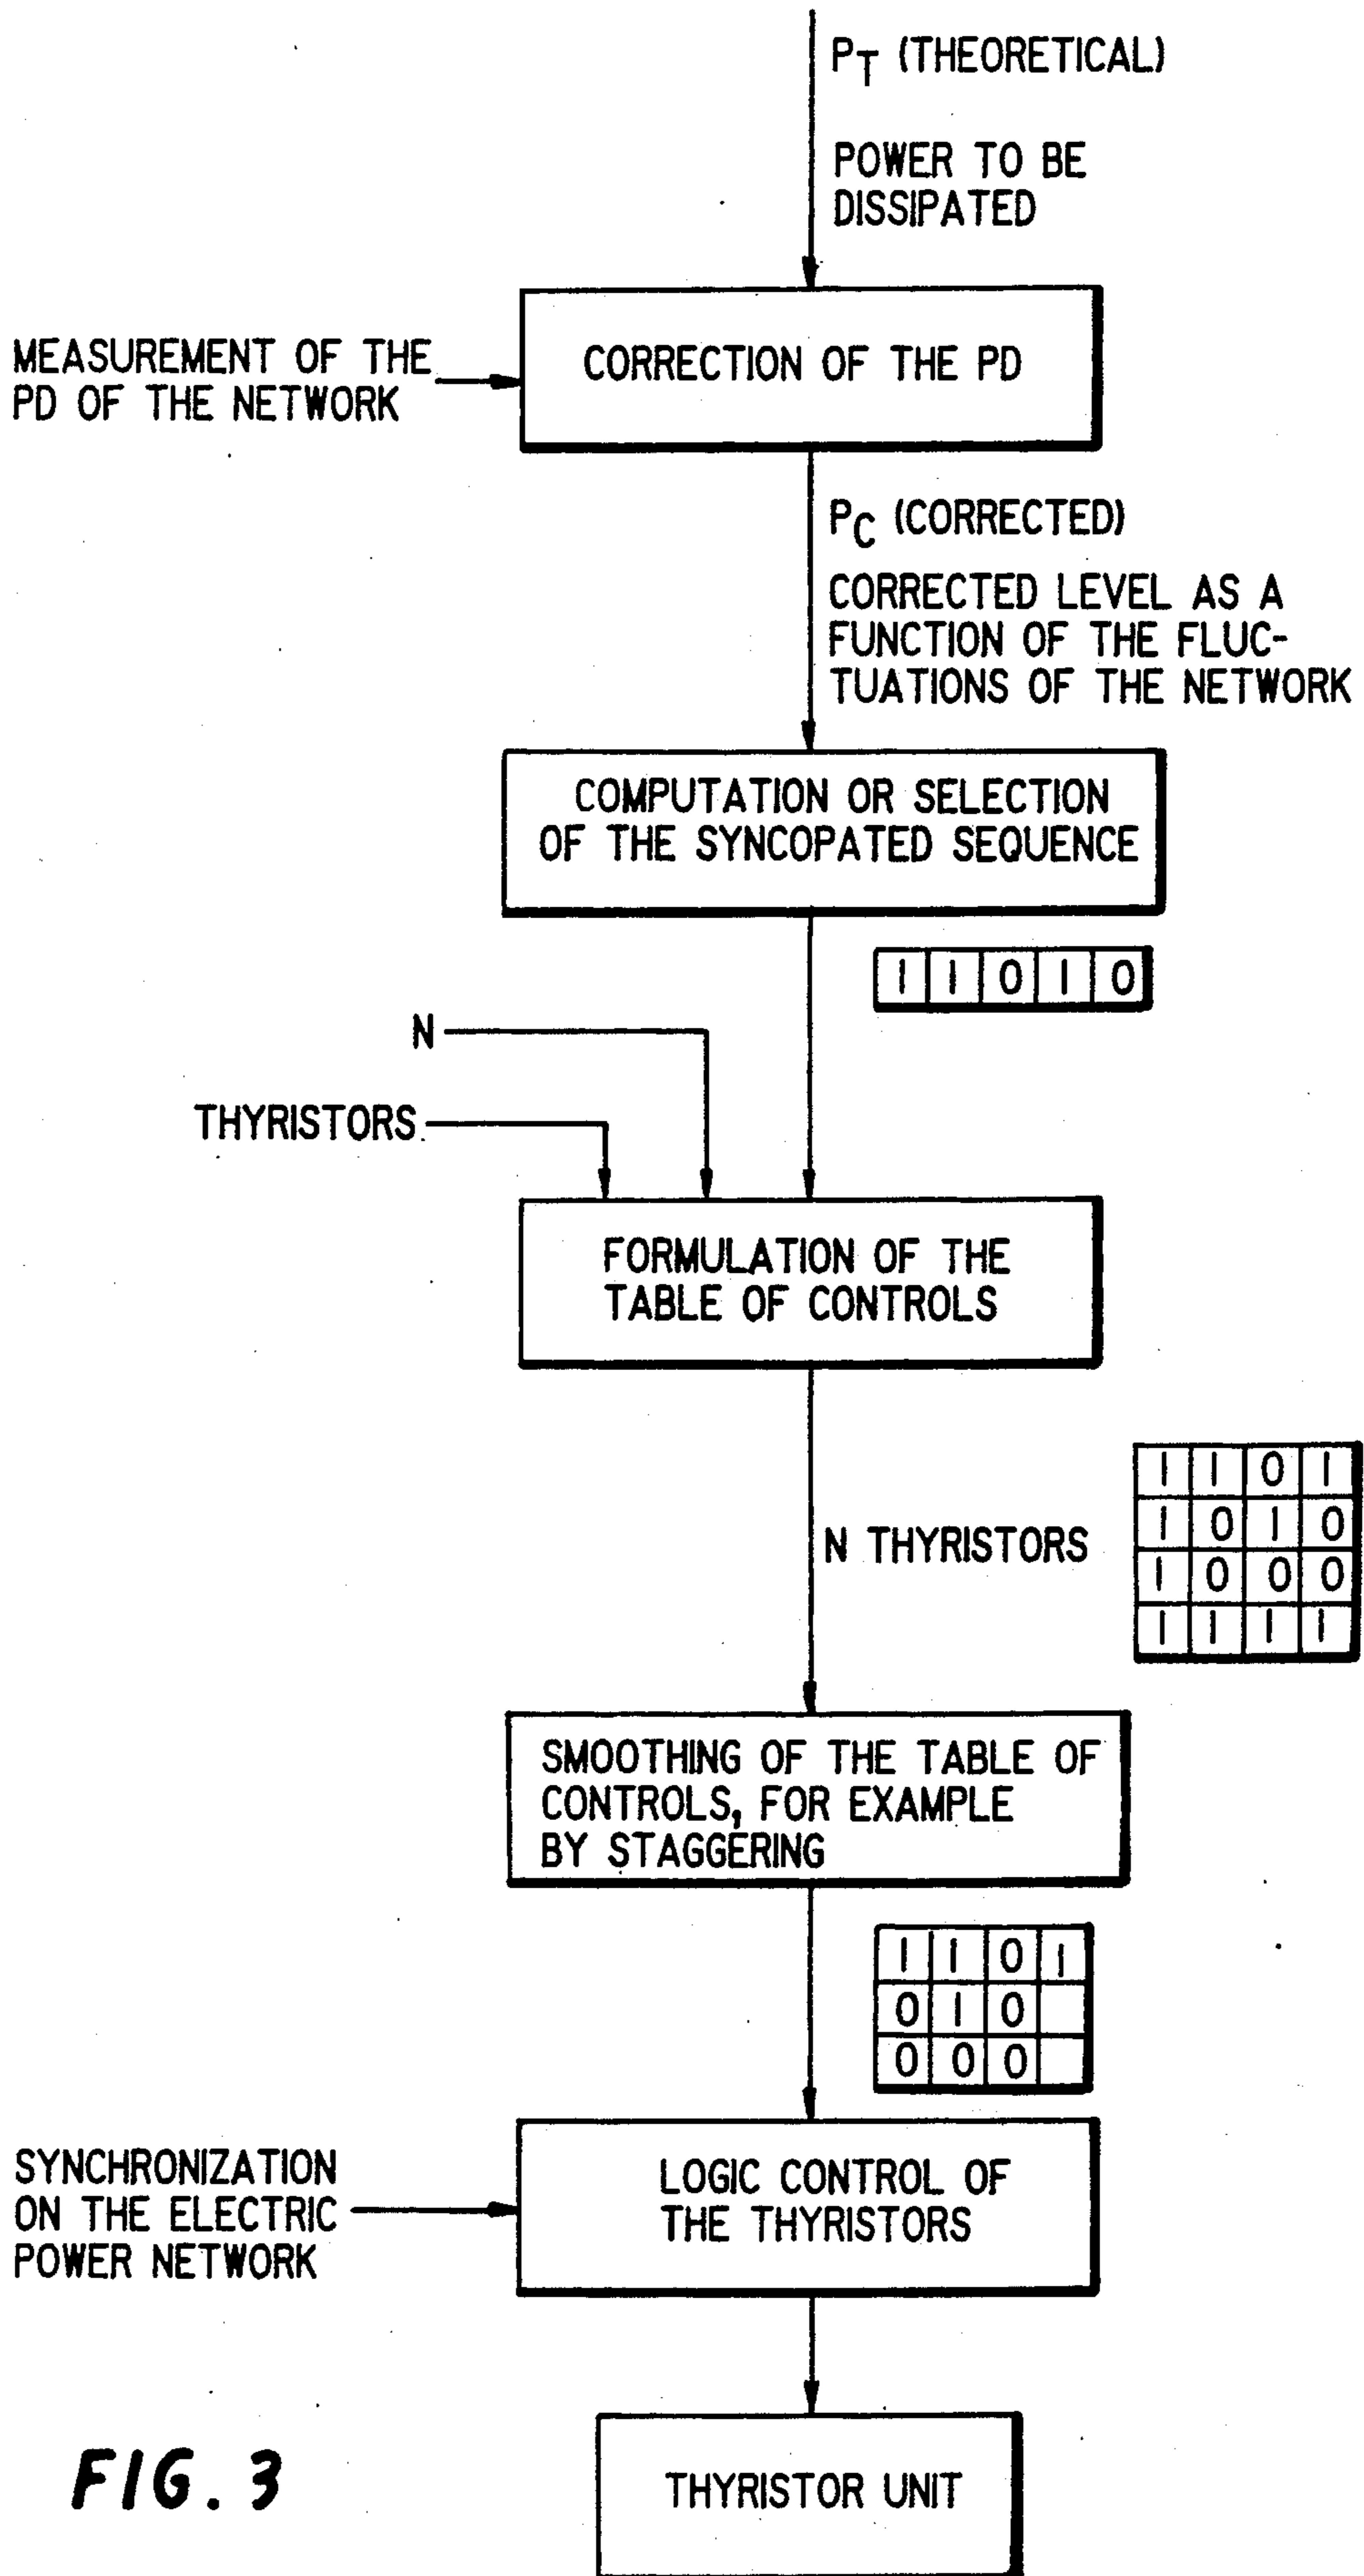 PT (THEORETICAL)
POWER TO BE
DISSIPATED
MEASUREMENT OF THE
PD OF THE NETWORK
CORRECTION OF THE PD
PC (CORRECTED)
CORRECTED LEVEL AS A
FUNCTION OF THE FLUC-
TUATIONS OF THE NETWORK
COMPUTATION OR SELECTION
OF THE SYNCOPATED SEQUENCE
1 1 0 1 0
N
THYRISTORS
FORMULATION OF THE
TABLE OF CONTROLS
N THYRISTORS
1 1 0 1
1 0 1 0
1 0 0 0
1 1 1 1
SMOOTHING OF THE TABLE OF
CONTROLS, FOR EXAMPLE
BY STAGGERING
1 1 0 1
0 1 0
0 0 0
SYNCHRONIZATION
ON THE ELECTRIC
POWER NETWORK
LOGIC CONTROL OF
THE THYRISTORS
THYRISTOR UNIT
FIG. 3